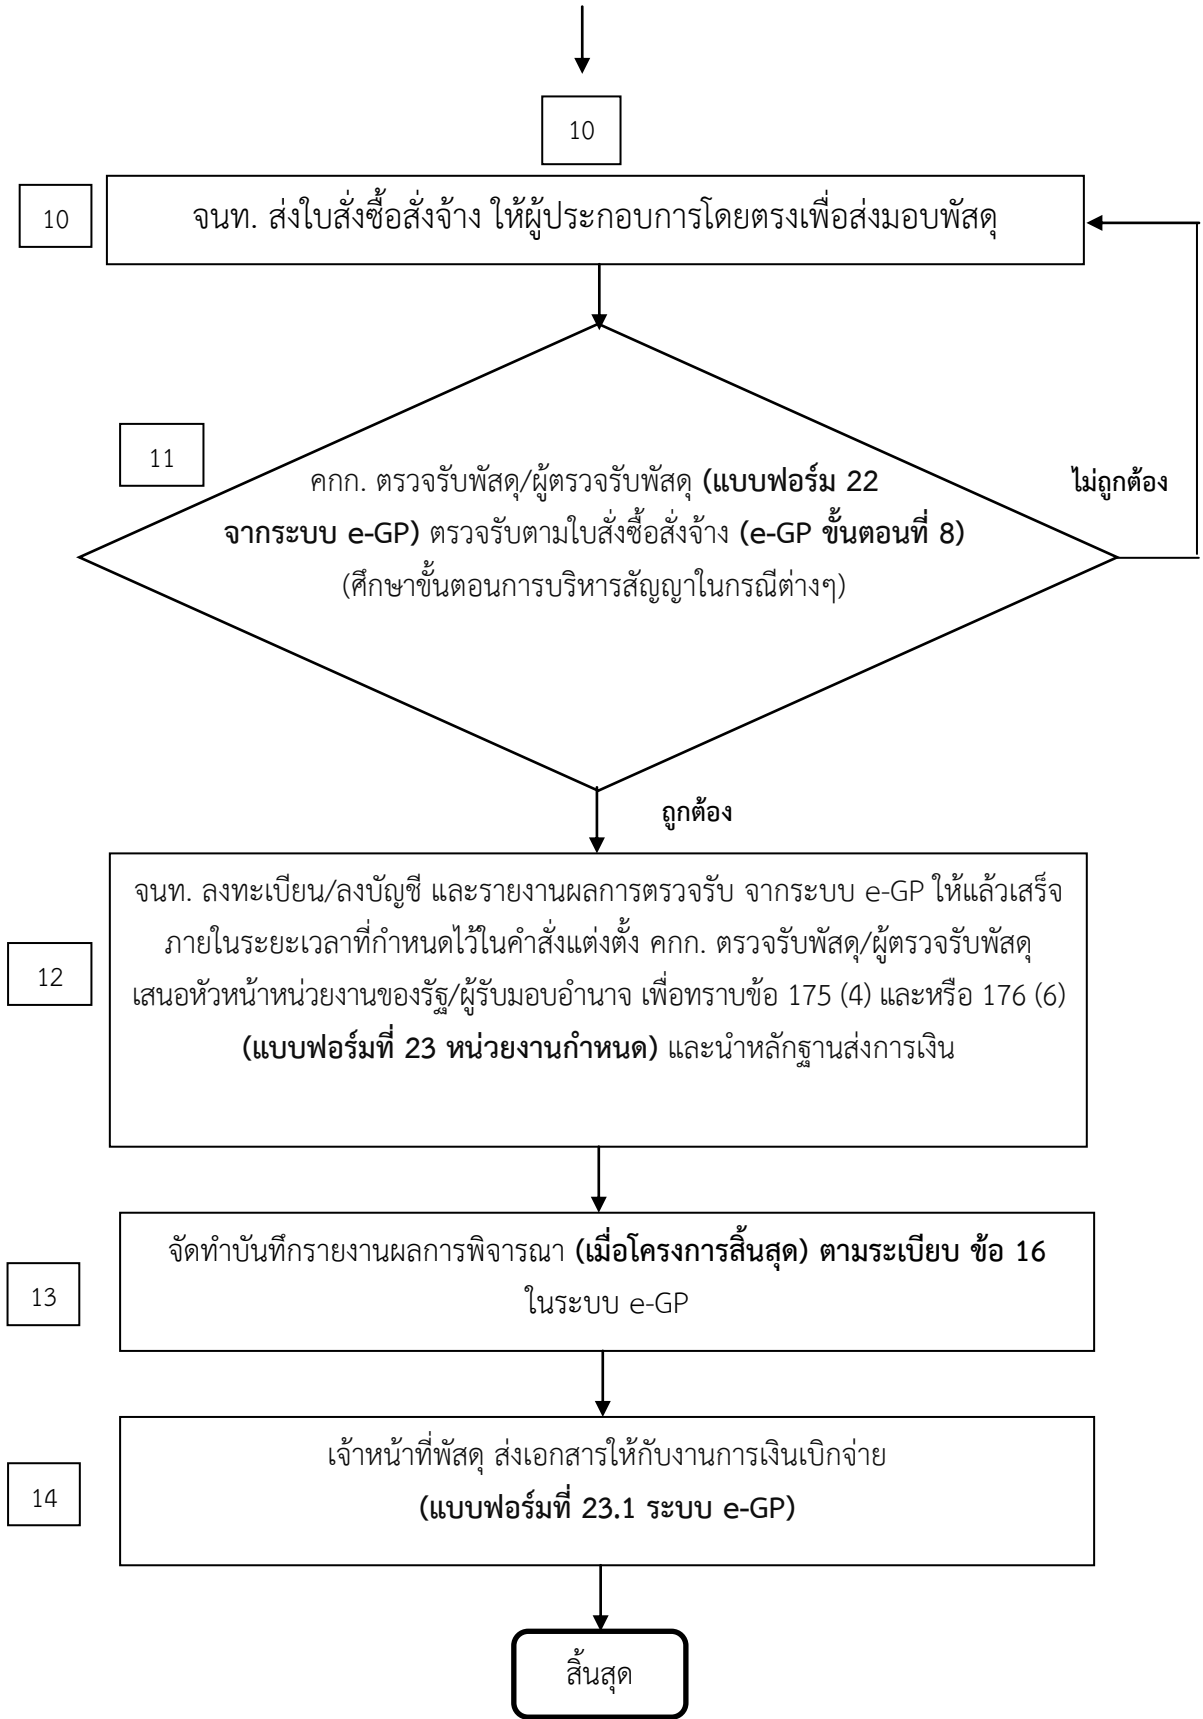 10
10
จนท. ส่งใบสั่งซื้อสั่งจ้าง ให้ผู้ประกอบการโดยตรงเพื่อส่งมอบพัสดุ
11
คกก. ตรวจรับพัสดุ/ผู้ตรวจรับพัสดุ (แบบฟอร์ม 22
จากระบบ e-GP) ตรวจรับตามใบสั่งซื้อสั่งจ้าง (e-GP ขั้นตอนที่ 8)
(ศึกษาขั้นตอนการบริหารสัญญาในกรณีต่างๆ)
ไม่ถูกต้อง
ถูกต้อง
12
จนท. ลงทะเบียน/ลงบัญชี และรายงานผลการตรวจรับ จากระบบ e-GP ให้แล้วเสร็จ
ภายในระยะเวลาที่กำหนดไว้ในคำสั่งแต่งตั้ง คกก. ตรวจรับพัสดุ/ผู้ตรวจรับพัสดุ
เสนอหัวหน้าหน่วยงานของรัฐ/ผู้รับมอบอำนาจ เพื่อทราบข้อ 175 (4) และหรือ 176 (6)
(แบบฟอร์มที่ 23 หน่วยงานกำหนด) และนำหลักฐานส่งการเงิน
13
จัดทำบันทึกรายงานผลการพิจารณา (เมื่อโครงการสิ้นสุด) ตามระเบียบ ข้อ 16
ในระบบ e-GP
14
เจ้าหน้าที่พัสดุ ส่งเอกสารให้กับงานการเงินเบิกจ่าย
(แบบฟอร์มที่ 23.1 ระบบ e-GP)
สิ้นสุด